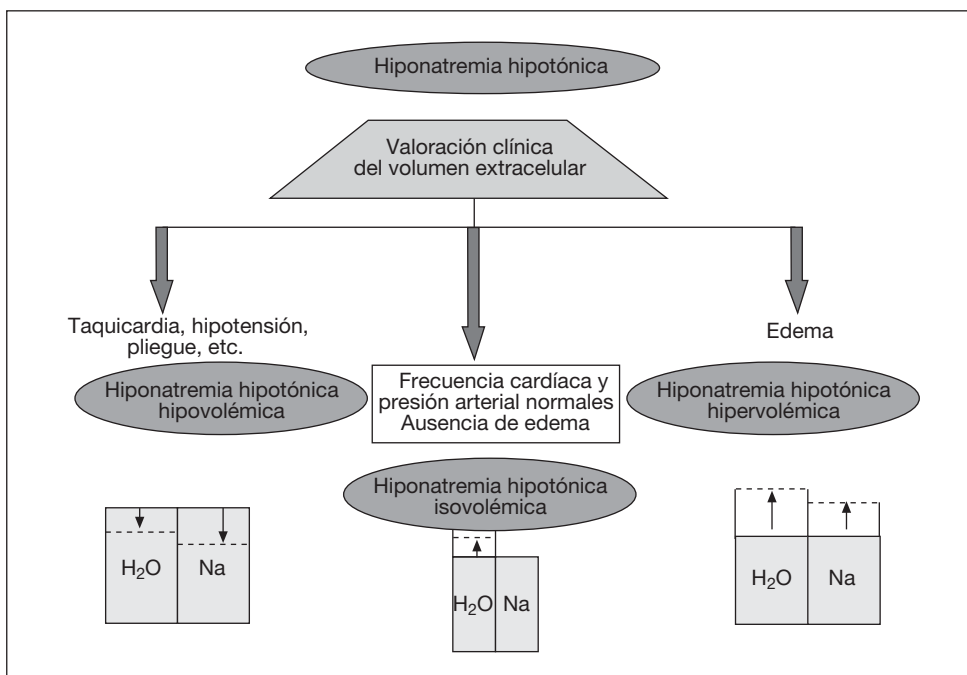 Hiponatremia hipotónica
Valoración clínica
del volumen extracelular
Taquicardia, hipotensión,
pliegue, etc.
Hiponatremia hipotónica
hipovolémica
Frecuencia cardíaca y
presión arterial normales
Ausencia de edema
Hiponatremia hipotónica
isovolémica
Edema
Hiponatremia hipotónica
hipervolémica
H₂O Na
H₂O Na
H₂O Na